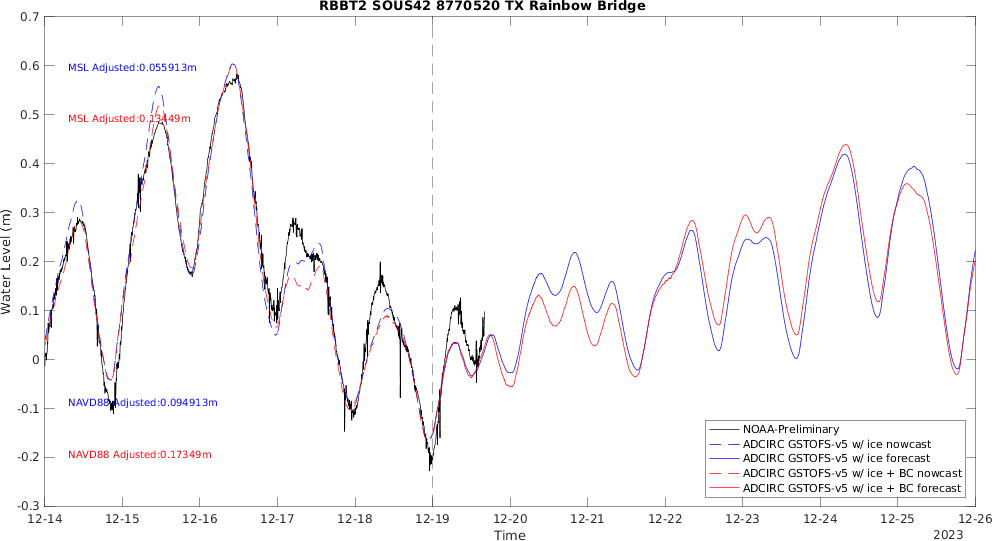 RBBT2 SOUS42 8770520 TX Rainbow Bridge
0.7
0.6
0.5
0.4
0.3
0.2
0.1
0
-0.1
-0.2
-0.3
Water Level (m)
MSL Adjusted:0.055913m
MSL Adjusted:0.13449m
NAVD88 Adjusted:0.094913m
NAVD88 Adjusted:0.17349m
NOAA-Preliminary
ADCIRC GSTOFS-v5 w/ ice nowcast
ADCIRC GSTOFS-v5 w/ ice forecast
ADCIRC GSTOFS-v5 w/ ice + BC nowcast
ADCIRC GSTOFS-v5 w/ ice + BC forecast
12-14 12-15 12-16 12-17 12-18 12-19 12-20 12-21 12-22 12-23 12-24 12-25 12-26
Time
2023